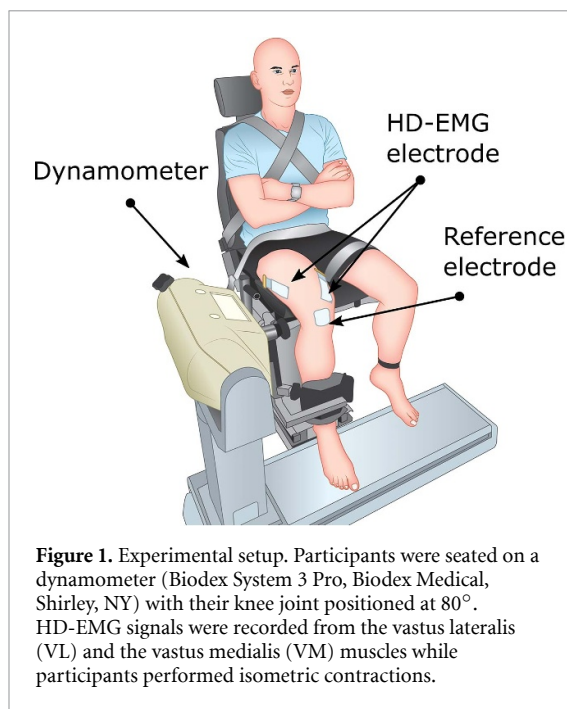 Dynamometer
HD-EMG
electrode
Reference
electrode
Figure 1. Experimental setup. Participants were seated on a
dynamometer (Biodex System 3 Pro, Biodex Medical,
Shirley, NY) with their knee joint positioned at 80°.
HD-EMG signals were recorded from the vastus lateralis
(VL) and the vastus medialis (VM) muscles while
participants performed isometric contractions.